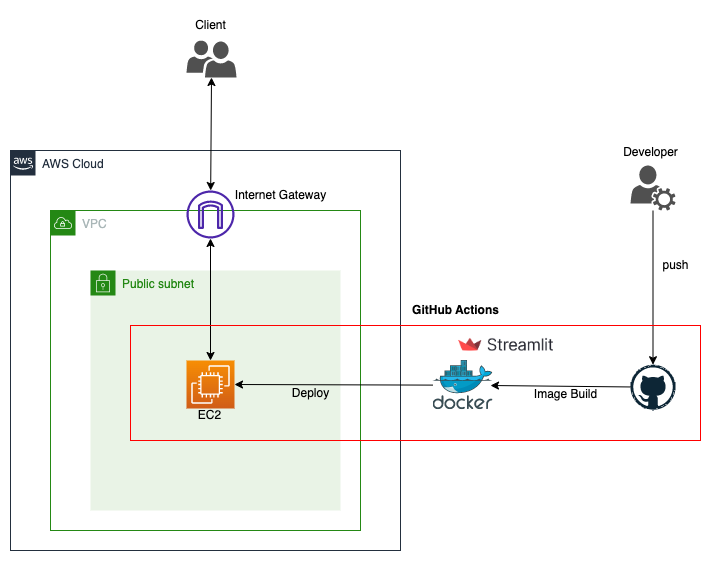 Client
aws
AWS Cloud
Developer
Internet Gateway
VPC
push
Public subnet
GitHub Actions
Streamlit
Deploy
docker
Image Build
EC2